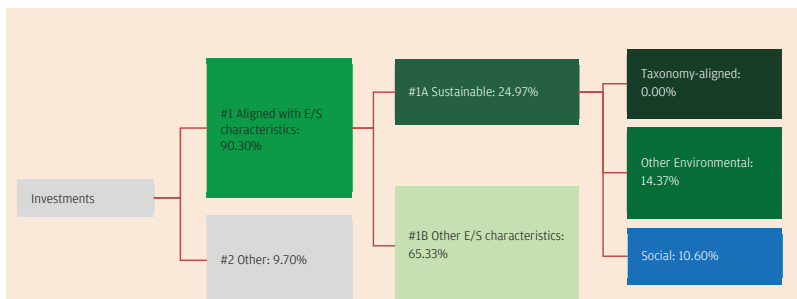 Investments
#1 Aligned with E/S
characteristics:
90.30%
#2 Other: 9.70%
#1A Sustainable: 24.97%
#1B Other E/S characteristics:
65.33%
Taxonomy-aligned:
0.00%
Other Environmental:
14.37%
Social: 10.60%